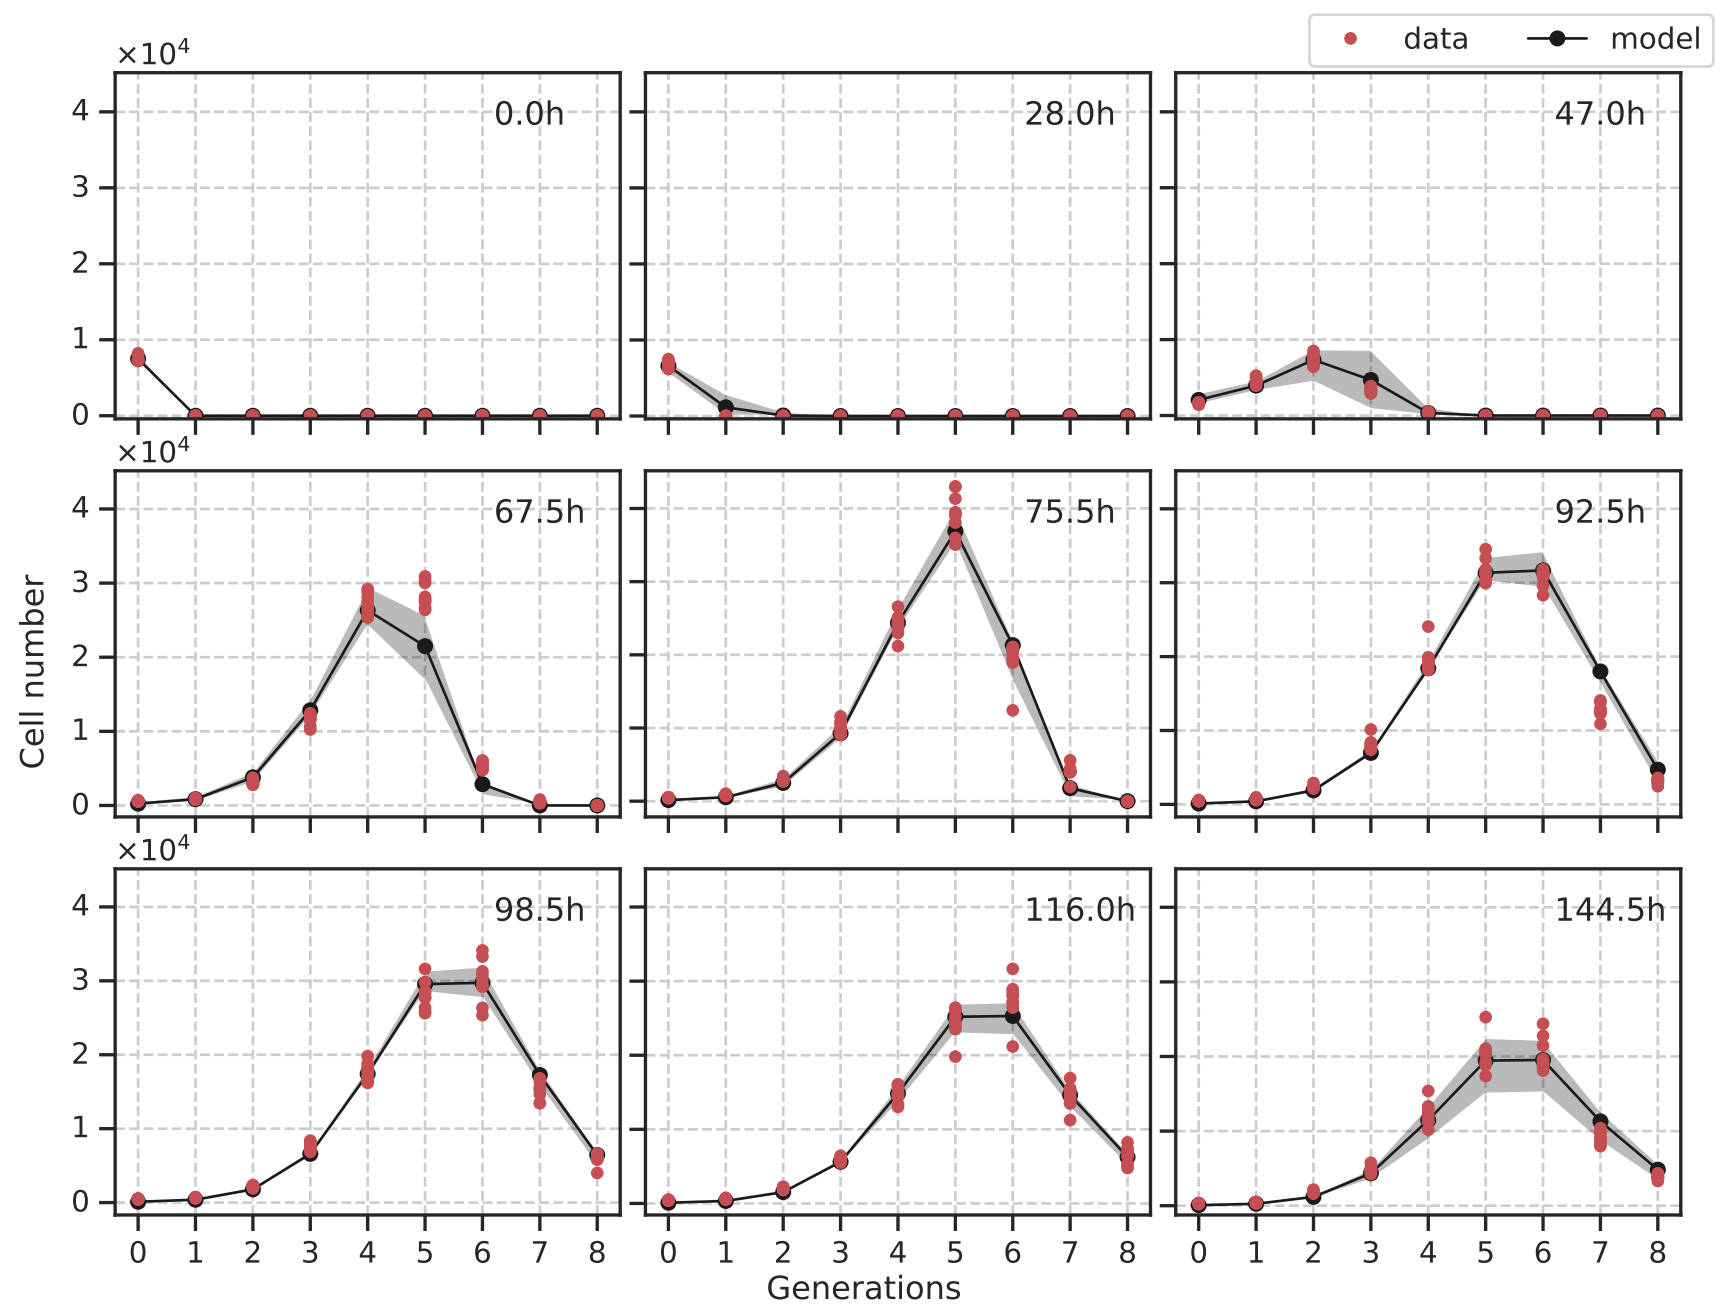 data model
×10⁴
4
3
2
1
0
0.0h
28.0h
47.0h
×10⁴
4
3
2
1
0
67.5h
75.5h
92.5h
Cell number
×10⁴
4
3
2
1
0
98.5h
116.0h
144.5h
0 1 2 3 4 5 6 7 8
0 1 2 3 4 5 6 7 8
0 1 2 3 4 5 6 7 8
Generations